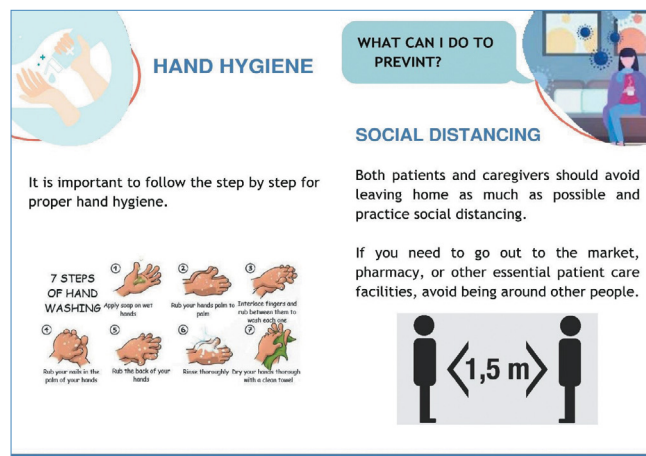 HAND HYGIENE
It is important to follow the step by step for
proper hand hygiene.
7 STEPS
OF HAND
WASHING
1
Apply soap on wet
hands
2
Rub your hands palm to
palm
3
Interlace fingers and
rub between them to
wash each one
4
Rub your nails in the
palm of your hands
5
Rub the back of your
hands
6
Rinse thoroughly
7
Dry your hands thorough
with a clean towel
WHAT CAN I DO TO
PREVINT?
SOCIAL DISTANCING
Both patients and caregivers should avoid
leaving home as much as possible and
practice social distancing.
If you need to go out to the market,
pharmacy, or other essential patient care
facilities, avoid being around other people.
1,5 m